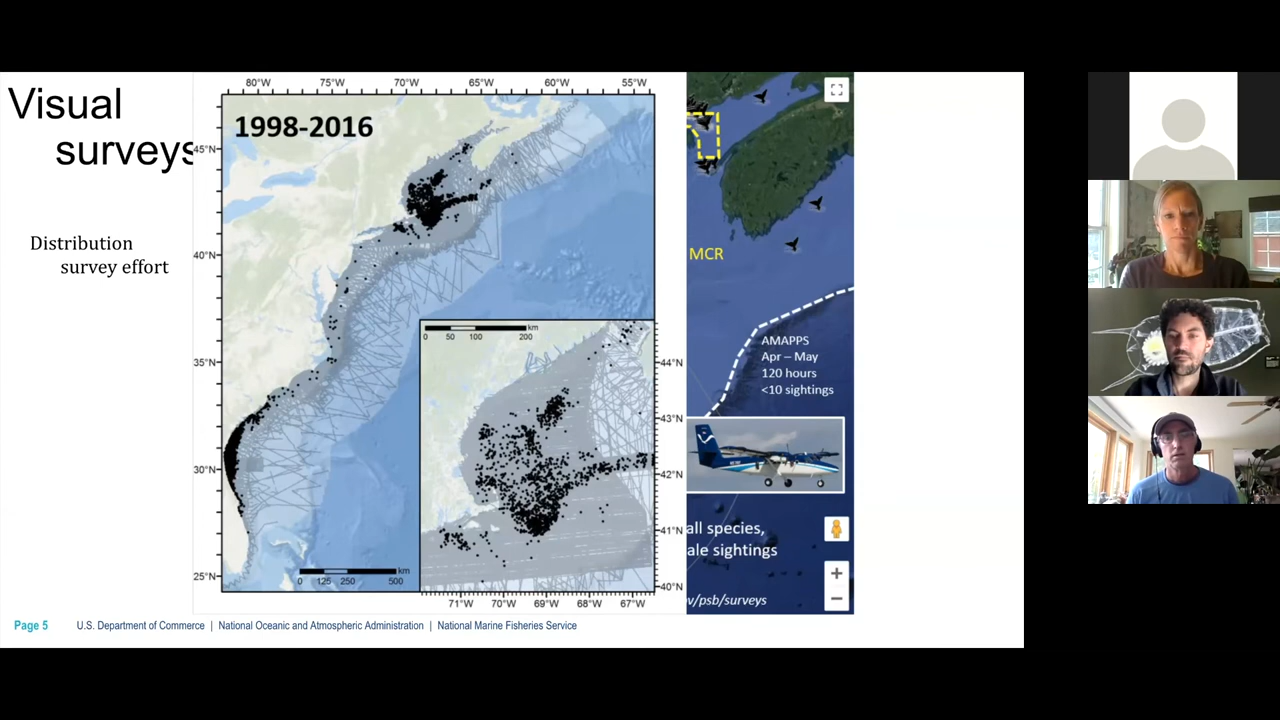 Visual
surveys
Distribution
survey effort
80°W 75°W 70°W 65°W 60°W 55°W
1998-2016
45°N
40°N
35°N
30°N
25°N
km
0 125 250 500
km
0 50 100 200
44°N
43°N
42°N
41°N
40°N
71°W 70°W 69°W 68°W 67°W
MCR
AMAPPS
Apr – May
120 hours
<10 sightings
all species,
ale sightings
v/psb/surveys
+
−
Page 5 U.S. Department of Commerce | National Oceanic and Atmospheric Administration | National Marine Fisheries Service